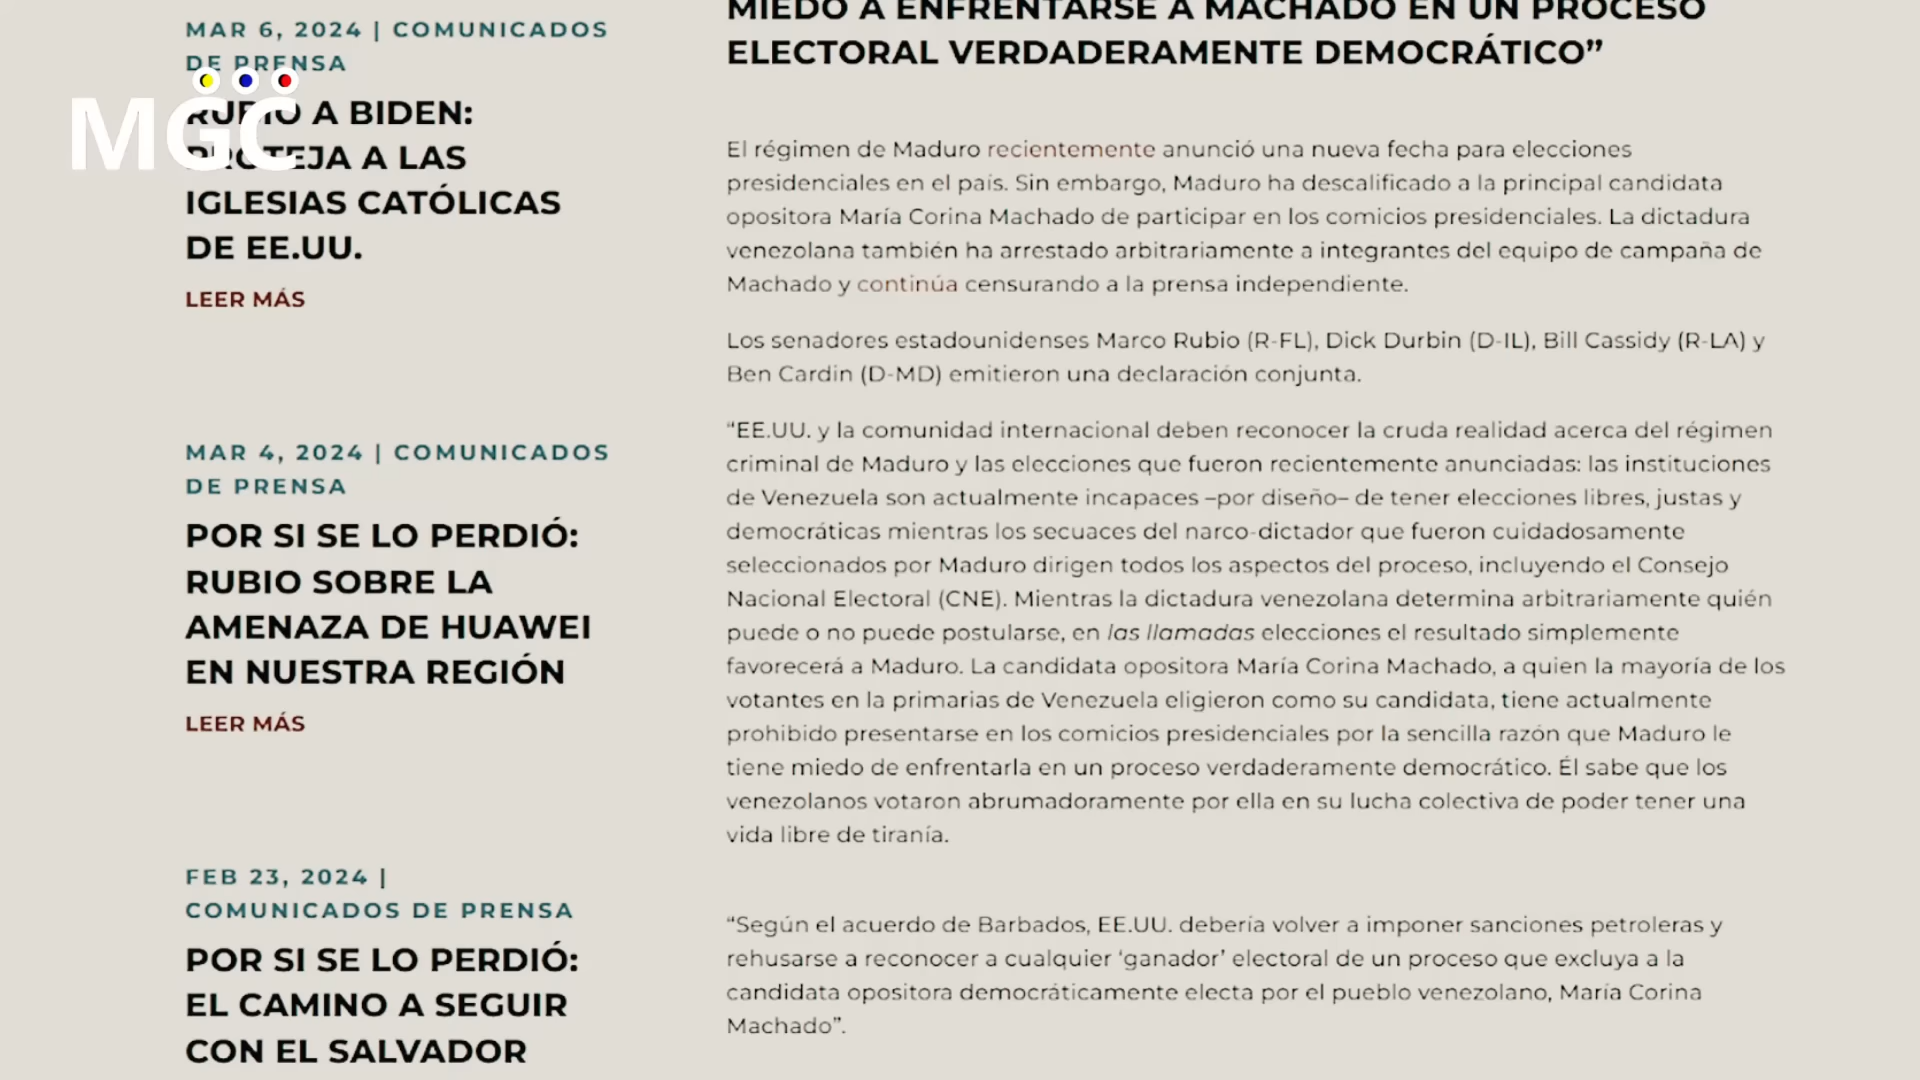 MAR 6, 2024 | COMUNICADOS
DE PRENSA
MGC
RUBIO A BIDEN:
PROTEJA A LAS
IGLESIAS CATÓLICAS
DE EE.UU.
LEER MÁS
MAR 4, 2024 | COMUNICADOS
DE PRENSA
POR SI SE LO PERDIÓ:
RUBIO SOBRE LA
AMENAZA DE HUAWEI
EN NUESTRA REGIÓN
LEER MÁS
FEB 23, 2024 |
COMUNICADOS DE PRENSA
POR SI SE LO PERDIÓ:
EL CAMINO A SEGUIR
CON EL SALVADOR
MIEDO A ENFRENTARSE A MACHADO EN UN PROCESO
ELECTORAL VERDADERAMENTE DEMOCRÁTICO”
El régimen de Maduro recientemente anunció una nueva fecha para elecciones
presidenciales en el país. Sin embargo, Maduro ha descalificado a la principal candidata
opositora María Corina Machado de participar en los comicios presidenciales. La dictadura
venezolana también ha arrestado arbitrariamente a integrantes del equipo de campaña de
Machado y continúa censurando a la prensa independiente.
Los senadores estadounidenses Marco Rubio (R-FL), Dick Durbin (D-IL), Bill Cassidy (R-LA) y
Ben Cardin (D-MD) emitieron una declaración conjunta.
“EE.UU. y la comunidad internacional deben reconocer la cruda realidad acerca del régimen
criminal de Maduro y las elecciones que fueron recientemente anunciadas: las instituciones
de Venezuela son actualmente incapaces –por diseño– de tener elecciones libres, justas y
democráticas mientras los secuaces del narco-dictador que fueron cuidadosamente
seleccionados por Maduro dirigen todos los aspectos del proceso, incluyendo el Consejo
Nacional Electoral (CNE). Mientras la dictadura venezolana determina arbitrariamente quién
puede o no puede postularse, en las llamadas elecciones el resultado simplemente
favorecerá a Maduro. La candidata opositora María Corina Machado, a quien la mayoría de los
votantes en la primarias de Venezuela eligieron como su candidata, tiene actualmente
prohibido presentarse en los comicios presidenciales por la sencilla razón que Maduro le
tiene miedo de enfrentarla en un proceso verdaderamente democrático. Él sabe que los
venezolanos votaron abrumadoramente por ella en su lucha colectiva de poder tener una
vida libre de tiranía.
“Según el acuerdo de Barbados, EE.UU. debería volver a imponer sanciones petroleras y
rehusarse a reconocer a cualquier ‘ganador’ electoral de un proceso que excluya a la
candidata opositora democráticamente electa por el pueblo venezolano, María Corina
Machado”.